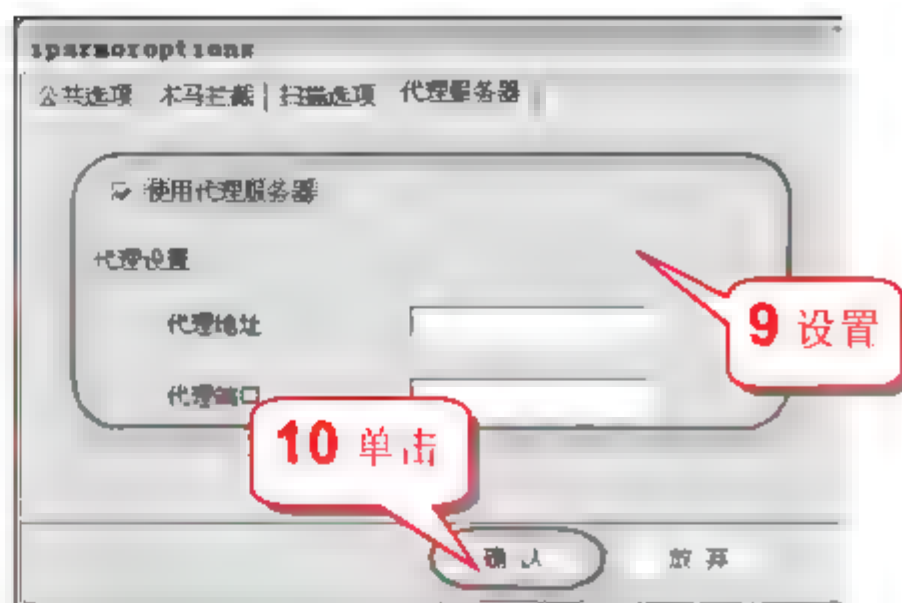 iparmoroptions
公共选项 木马拦截 扫描选项 代理服务器
使用代理服务器
代理设置
9 设置
代理地址
代理端口
10 单击
确认 放弃